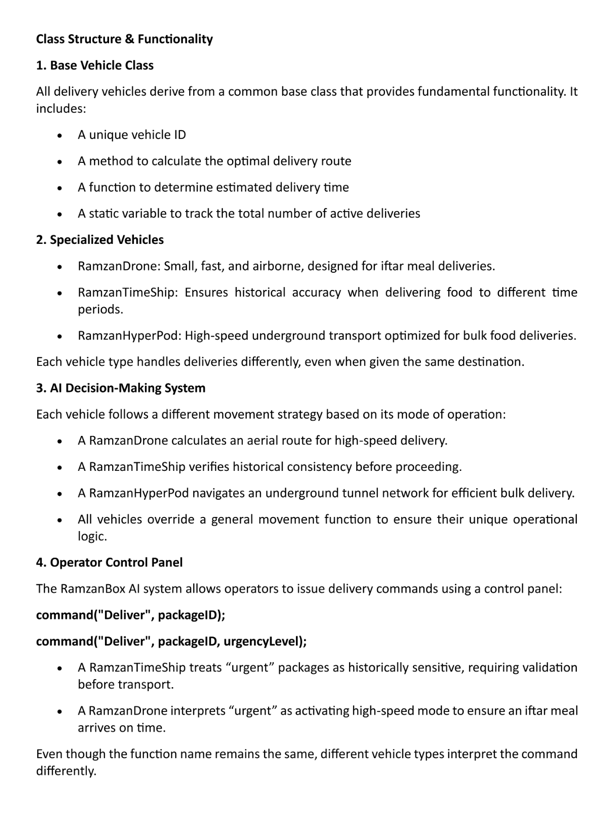 Class Structure & Functionality
1. Base Vehicle Class
All delivery vehicles derive from a common base class that provides fundamental functionality. It
includes:
• A unique vehicle ID
• A method to calculate the optimal delivery route
• A function to determine estimated delivery time
• A static variable to track the total number of active deliveries
2. Specialized Vehicles
• RamzanDrone: Small, fast, and airborne, designed for iftar meal deliveries.
• RamzanTimeShip: Ensures historical accuracy when delivering food to different time
periods.
• RamzanHyperPod: High-speed underground transport optimized for bulk food deliveries.
Each vehicle type handles deliveries differently, even when given the same destination.
3. AI Decision-Making System
Each vehicle follows a different movement strategy based on its mode of operation:
• A RamzanDrone calculates an aerial route for high-speed delivery.
• A RamzanTimeShip verifies historical consistency before proceeding.
• A RamzanHyperPod navigates an underground tunnel network for efficient bulk delivery.
• All vehicles override a general movement function to ensure their unique operational
logic.
4. Operator Control Panel
The RamzanBox AI system allows operators to issue delivery commands using a control panel:
command("Deliver", packageID);
command("Deliver", packageID, urgencyLevel);
• A RamzanTimeShip treats “urgent” packages as historically sensitive, requiring validation
before transport.
• A RamzanDrone interprets “urgent” as activating high-speed mode to ensure an iftar meal
arrives on time.
Even though the function name remains the same, different vehicle types interpret the command
differently.